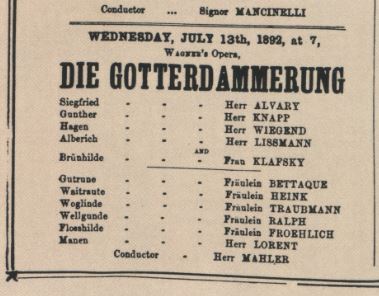 Conductor ... Signor MANCINELLI
WEDNESDAY, JULY 13th, 1892, at 7,
WAGNER'S Opera,
DIE GOTTERDAMMERUNG
Siegfried - - - Herr ALVARY
Gunther - - - Herr KNAPP
Hagen - - - Herr WIEGEND
Alberich - - - Herr LISSMANN
AND
Brünhilde - - - Frau KLAFSKY
Gutrune - - - Fräulein BETTAQUE
Waitraute - - - Fräulein HEINK
Woglinde - - - Fräulein TRAUBMANN
Wellgunde - - - Fräulein RALPH
Flosshilde - - - Fräulein FROEHLICH
Manen - - - Herr LORENT
Conductor - Herr MAHLER